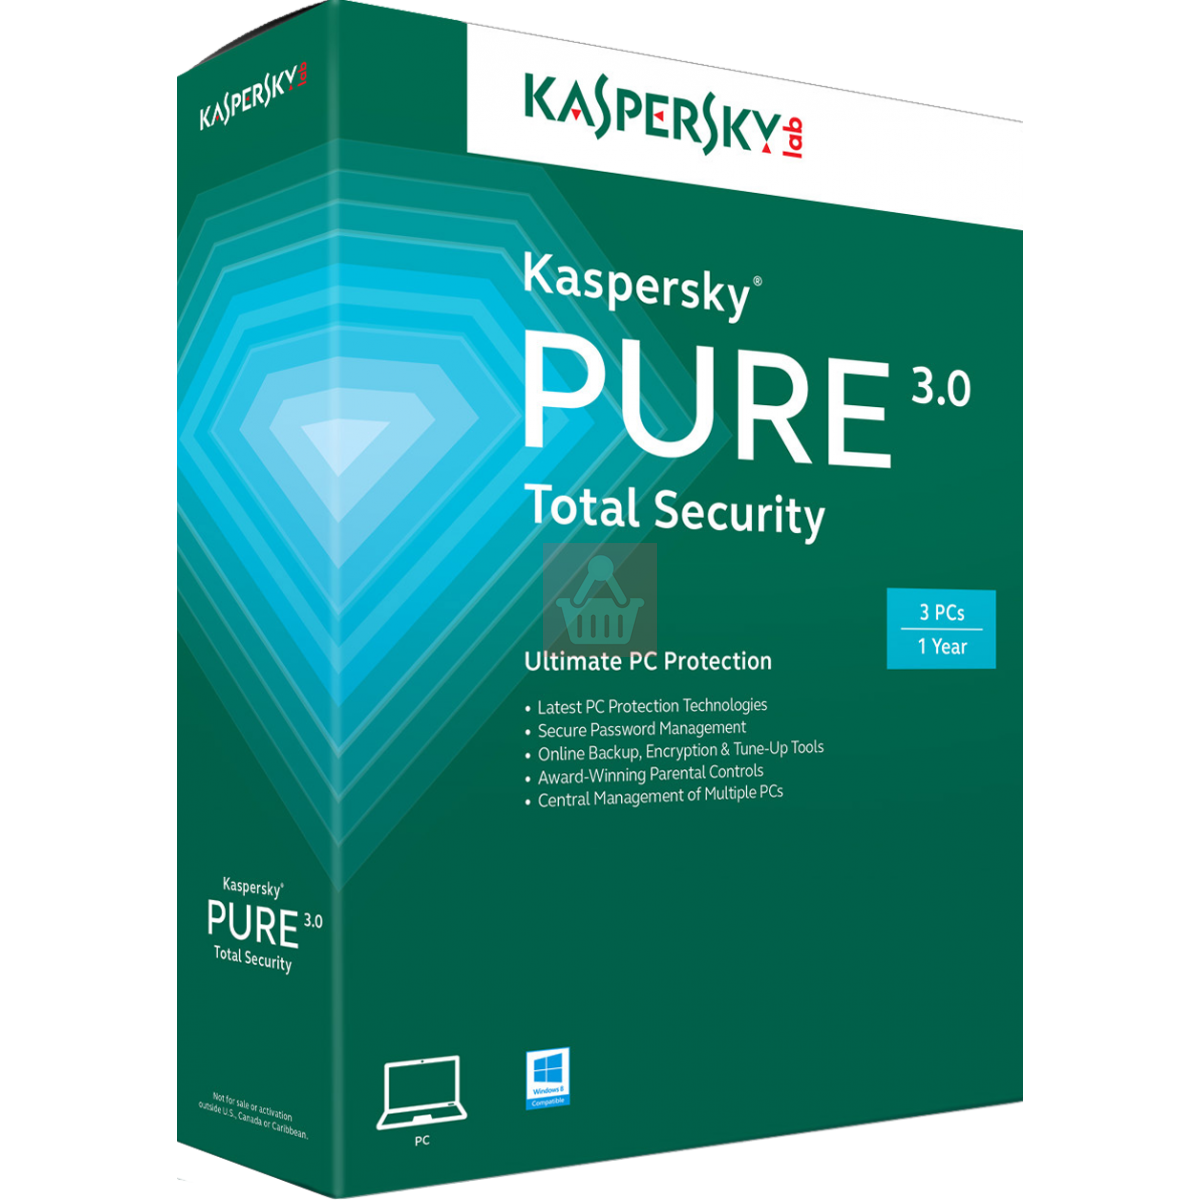 KASPERSKY lab
KASPERSKY lab
Kaspersky®
PURE 3.0
Total Security
3 PCs
1 Year
Ultimate PC Protection
• Latest PC Protection Technologies
• Secure Password Management
• Online Backup, Encryption & Tune-Up Tools
• Award-Winning Parental Controls
• Central Management of Multiple PCs
Kaspersky®
PURE 3.0
Total Security
Not for sale or activation
outside U.S., Canada or Caribbean.
PC
Windows 8
Compatible